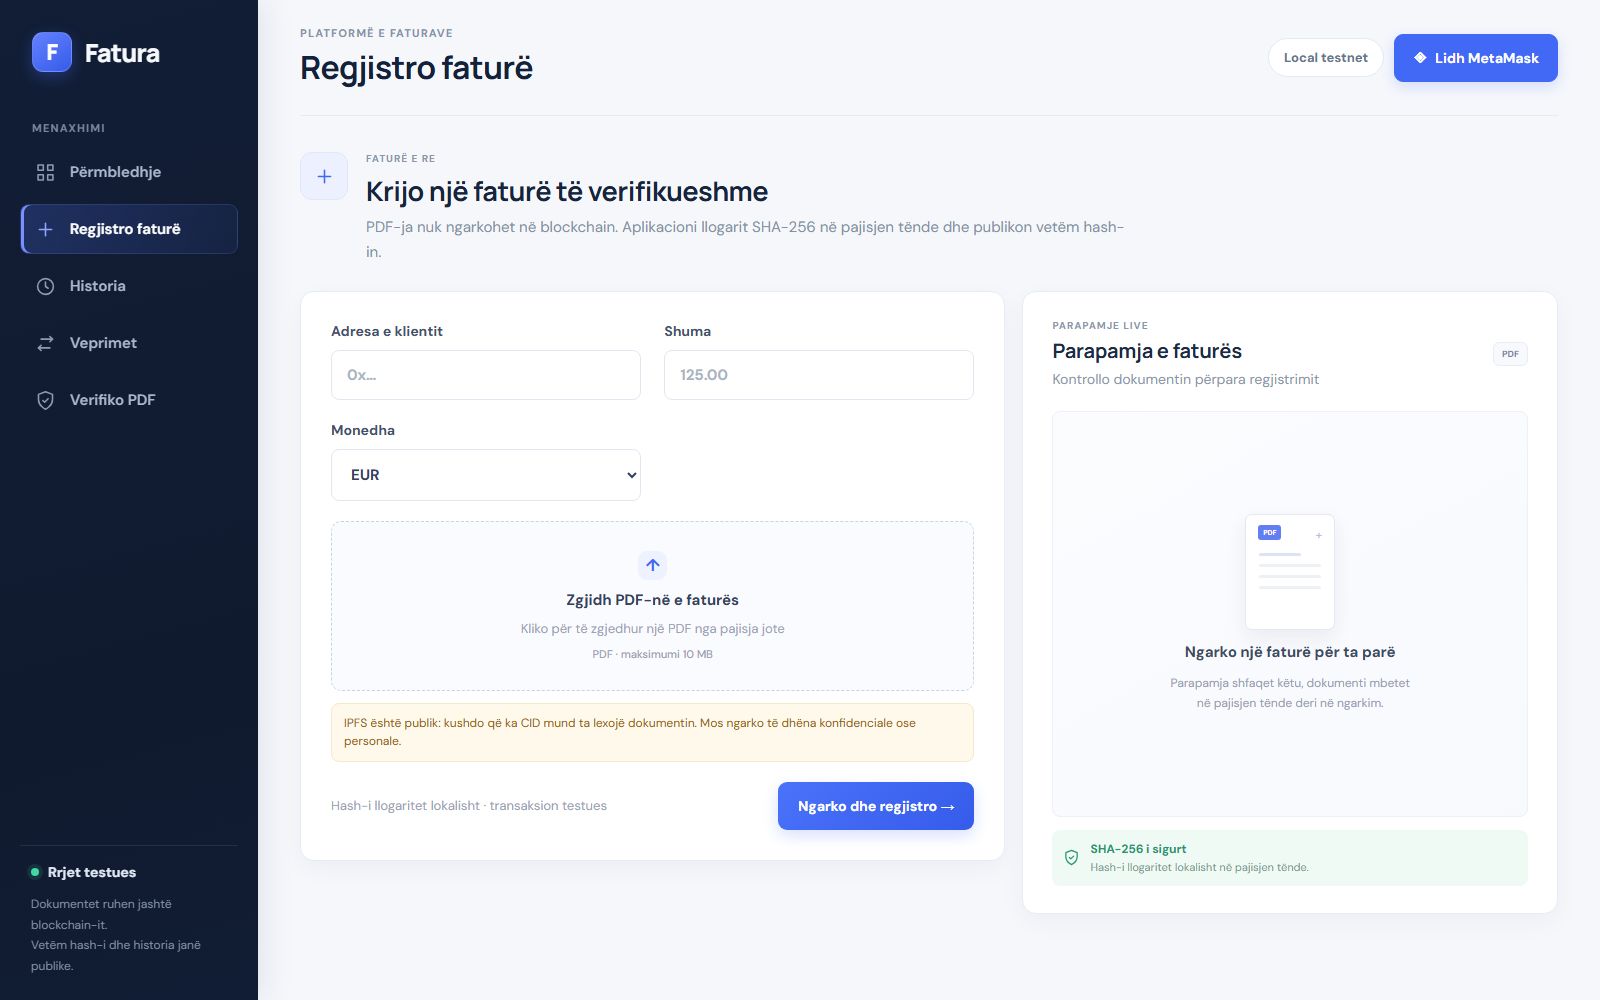 F Fatura
MENAXHIMI
Përmbledhje
Regjistro faturë
Historia
Veprimet
Verifiko PDF
Rrjet testues
Dokumentet ruhen jashtë
blockchain-it.
Vetëm hash-i dhe historia janë
publike.
PLATFORMË E FATURAVE
Regjistro faturë
Local testnet
Lidh MetaMask
FATURË E RE
Krijo një faturë të verifikueshme
PDF-ja nuk ngarkohet në blockchain. Aplikacioni llogarit SHA-256 në pajisjen tënde dhe publikon vetëm hash-
in.
Adresa e klientit
0x...
Shuma
125.00
Monedha
EUR
Zgjidh PDF-në e faturës
Kliko për të zgjedhur një PDF nga pajisja jote
PDF · maksimumi 10 MB
IPFS është publik: kushdo që ka CID mund ta lexojë dokumentin. Mos ngarko të dhëna konfidenciale ose
personale.
Hash-i llogaritet lokalisht · transaksion testues
Ngarko dhe regjistro →
PARAPAMJE LIVE
Parapamja e faturës
Kontrollo dokumentin përpara regjistrimit
PDF
PDF
Ngarko një faturë për ta parë
Parapamja shfaqet këtu, dokumenti mbetet
në pajisjen tënde deri në ngarkim.
SHA-256 i sigurt
Hash-i llogaritet lokalisht në pajisjen tënde.